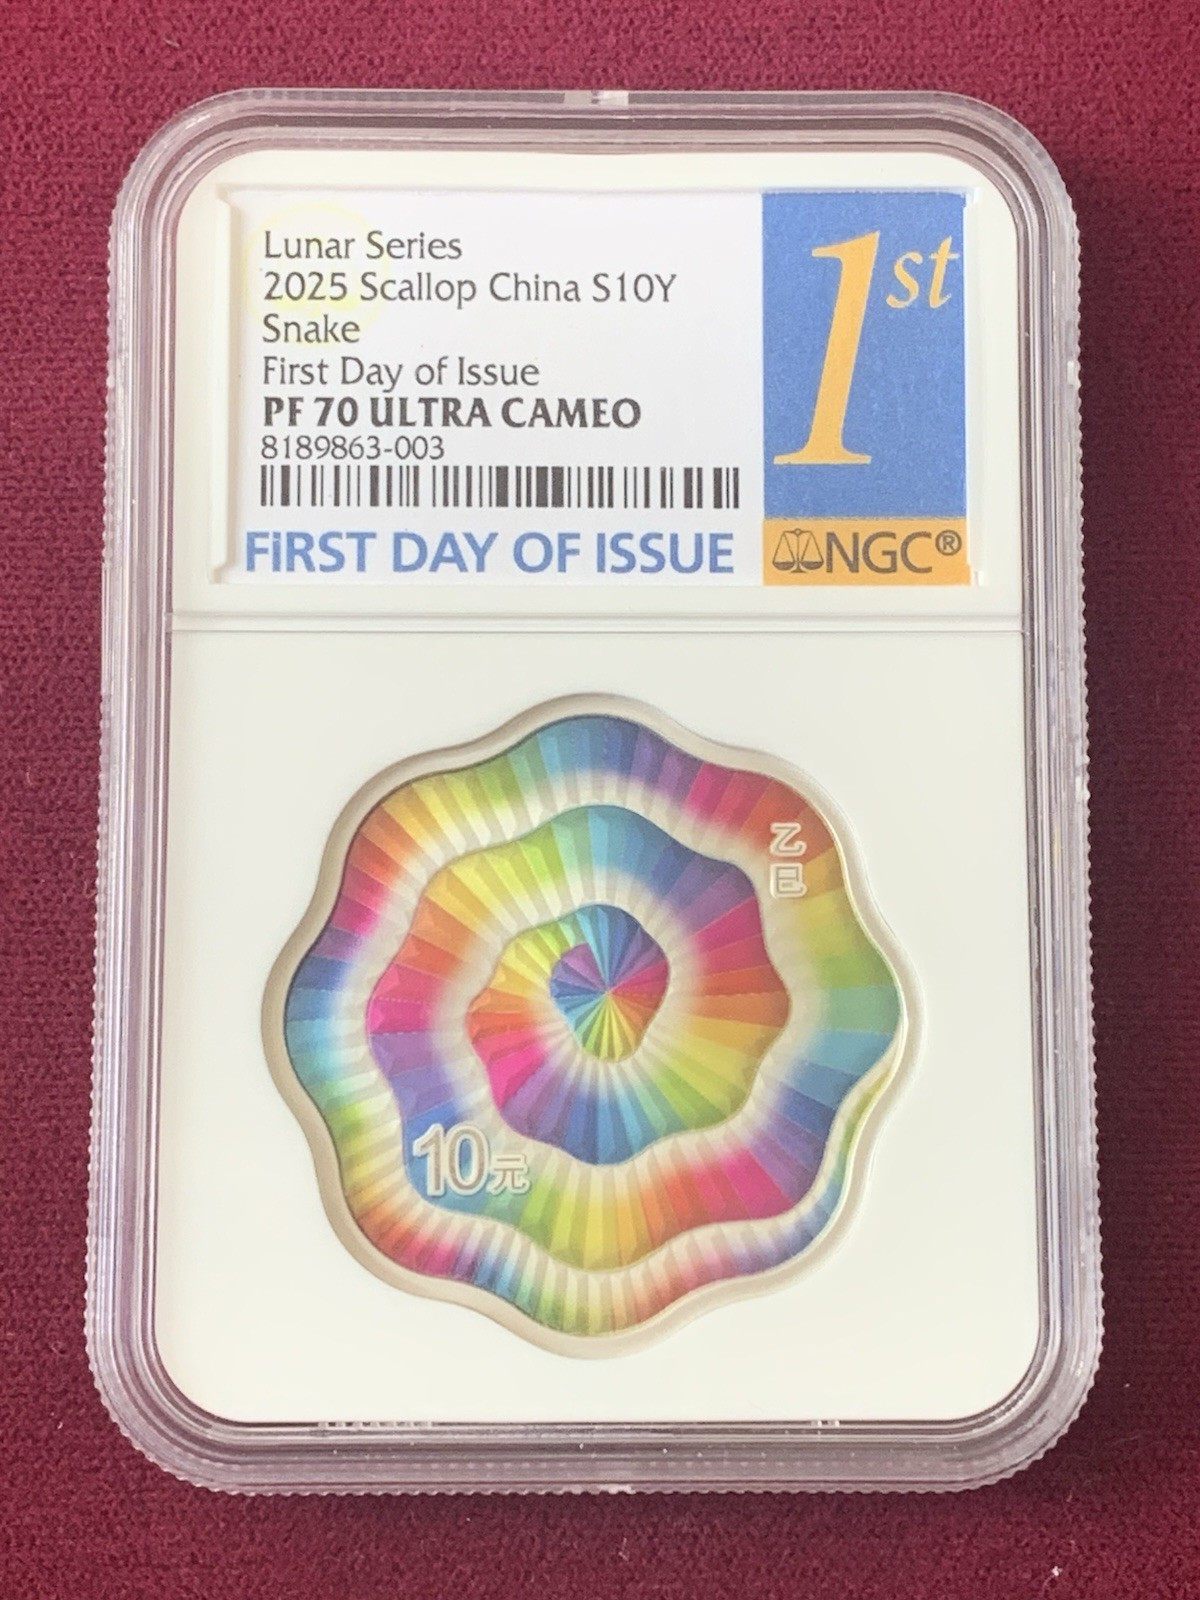 Lunar Series
2025 Scallop China S10Y
Snake
First Day of Issue
PF 70 ULTRA CAMEO
8189863-003
FiRST DAY OF ISSUE
1st
NGC®
乙
巳
10元